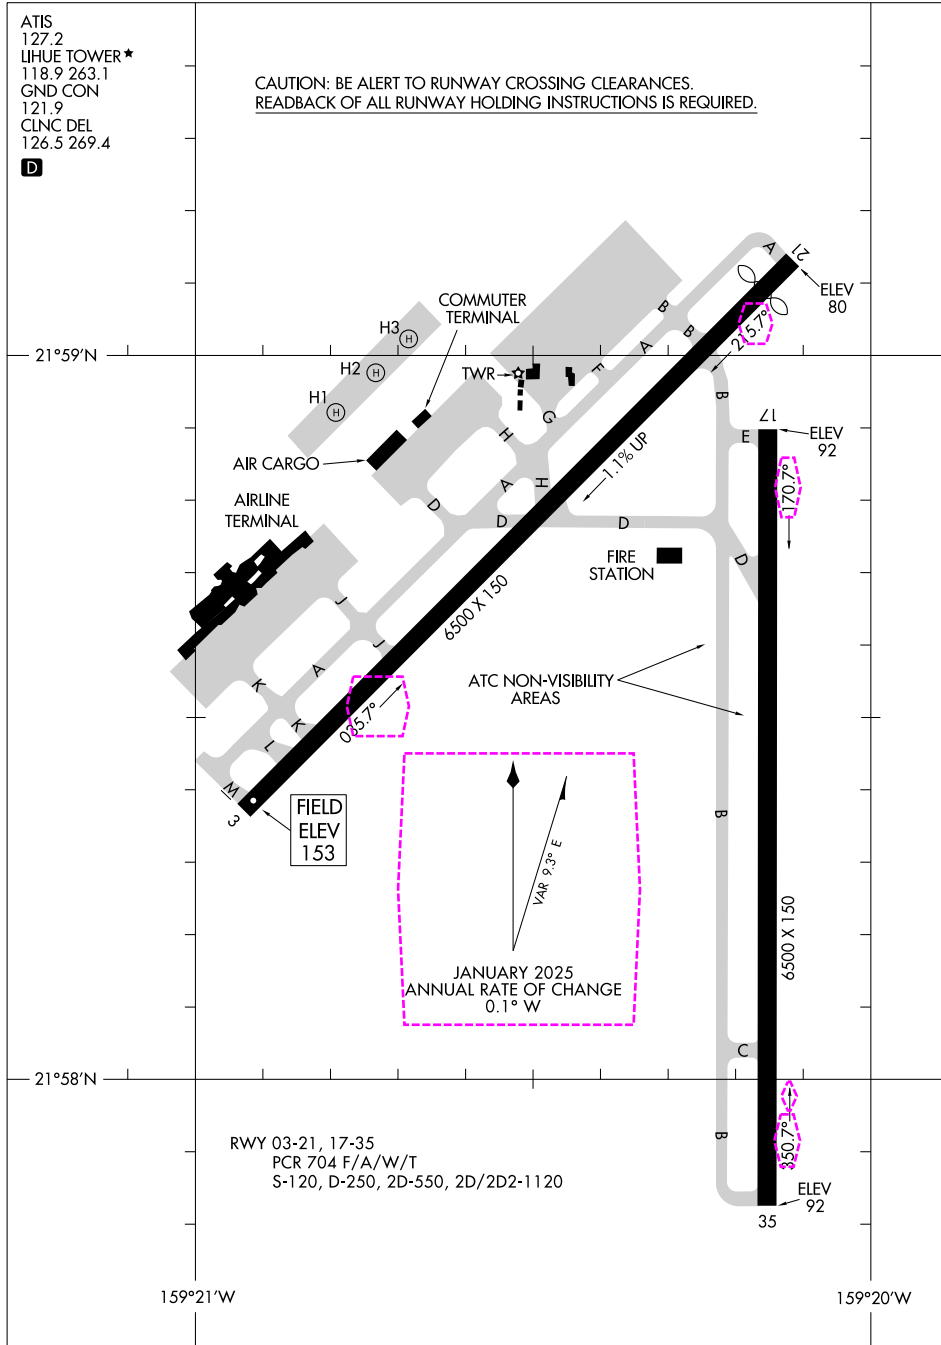 ATIS
127.2
LIHUE TOWER★
118.9 263.1
GND CON
121.9
CLNC DEL
126.5 269.4
D
CAUTION: BE ALERT TO RUNWAY CROSSING CLEARANCES.
READBACK OF ALL RUNWAY HOLDING INSTRUCTIONS IS REQUIRED.
A
21
ELEV
80
COMMUTER
TERMINAL
H3
H
B
B
215.7°
21°59'N
A
F
TWR
H2
H
H1
H
B
G
17
ELEV
92
E
H
1.1% UP
AIR CARGO
170.7°
A
H
AIRLINE
TERMINAL
D
D
D
FIRE
STATION
D
J
6500 X 150
J
A
K
ATC NON-VISIBILITY
AREAS
035.7°
K
L
W
3
FIELD
ELEV
153
B
VAR 9.3° E
6500 X 150
JANUARY 2025
ANNUAL RATE OF CHANGE
0.1° W
C
21°58'N
350.7°
B
RWY 03-21, 17-35
PCR 704 F/A/W/T
S-120, D-250, 2D-550, 2D/2D2-1120
ELEV
92
35
159°21'W
159°20'W